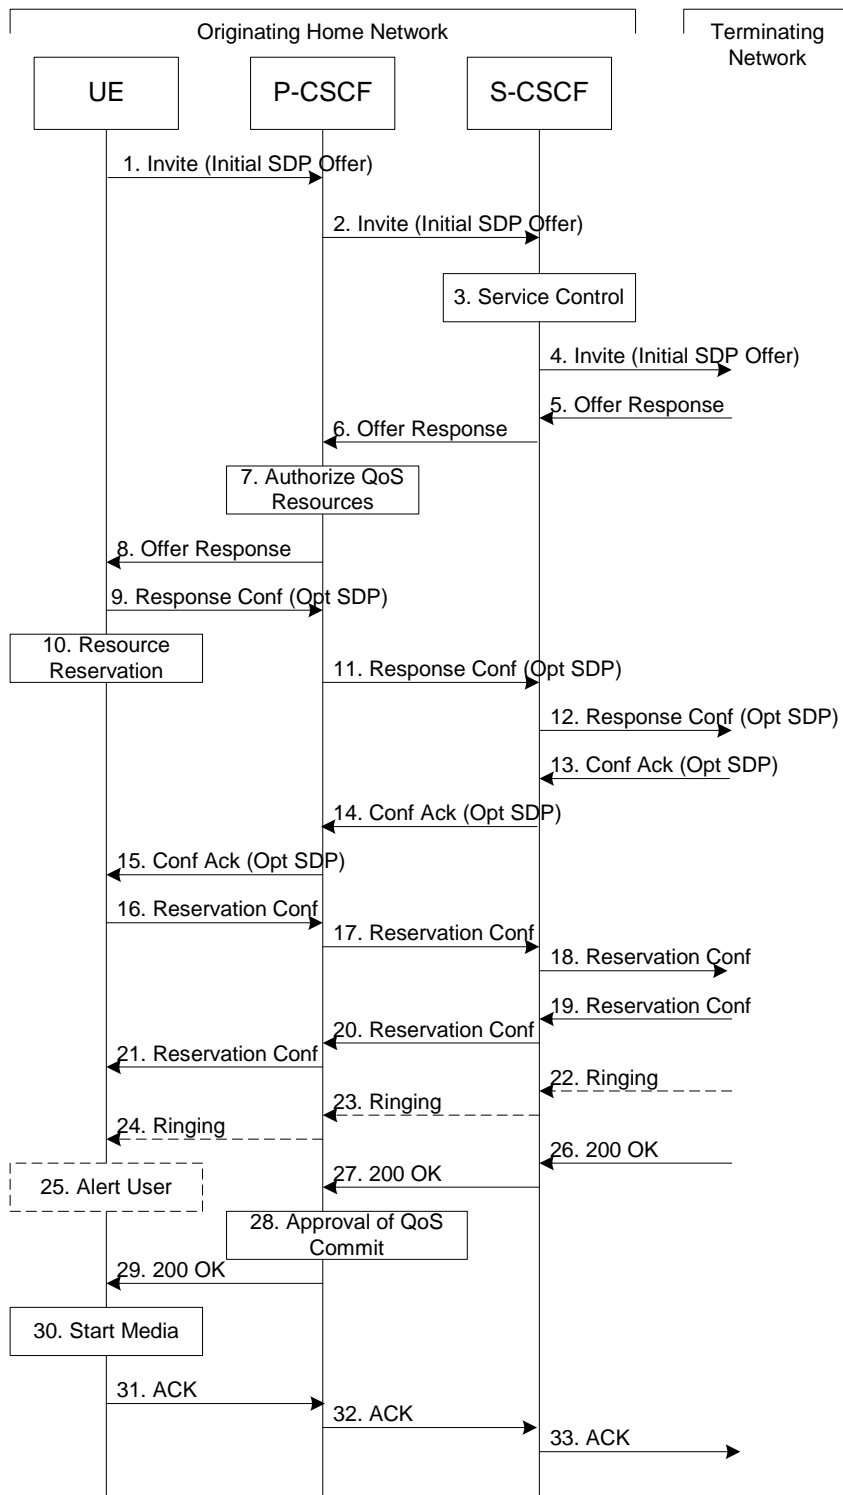 Originating Home Network
Terminating
Network
UE
P-CSCF
S-CSCF
1. Invite (Initial SDP Offer)
2. Invite (Initial SDP Offer)
3. Service Control
4. Invite (Initial SDP Offer)
5. Offer Response
6. Offer Response
7. Authorize QoS
Resources
8. Offer Response
9. Response Conf (Opt SDP)
10. Resource
Reservation
11. Response Conf (Opt SDP)
12. Response Conf (Opt SDP)
13. Conf Ack (Opt SDP)
14. Conf Ack (Opt SDP)
15. Conf Ack (Opt SDP)
16. Reservation Conf
17. Reservation Conf
18. Reservation Conf
19. Reservation Conf
20. Reservation Conf
21. Reservation Conf
22. Ringing
23. Ringing
24. Ringing
25. Alert User
26. 200 OK
27. 200 OK
28. Approval of QoS
Commit
29. 200 OK
30. Start Media
31. ACK
32. ACK
33. ACK